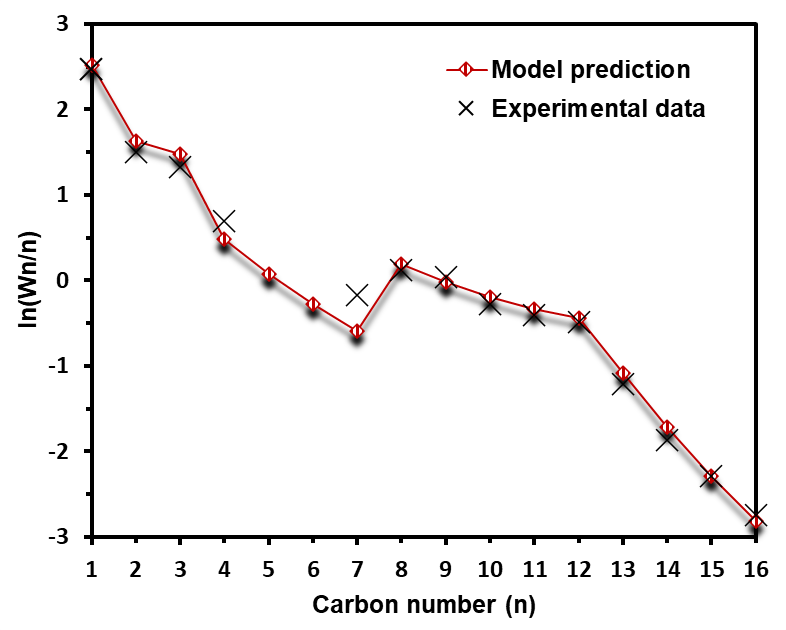 3
2
1
0
-1
-2
-3
ln(Wn/n)
Model prediction
Experimental data
1 2 3 4 5 6 7 8 9 10 11 12 13 14 15 16
Carbon number (n)